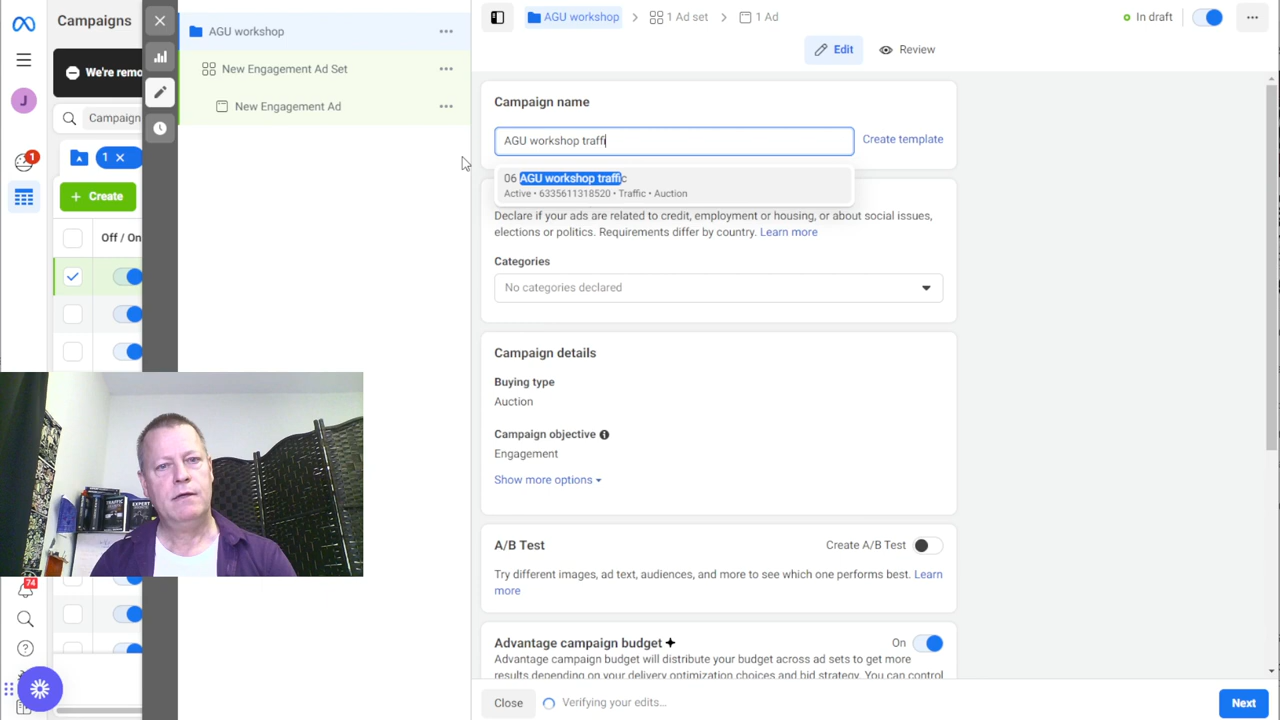 Campaigns
We're remo
J
Campaign
1
1
Create
Off / On
74
AGU workshop
New Engagement Ad Set
New Engagement Ad
TRAFFIC
EXPERT
AGU workshop
1 Ad set
1 Ad
In draft
Edit
Review
Campaign name
AGU workshop traffi
Create template
06 AGU workshop traffic
Active • 6335611318520 • Traffic • Auction
Declare if your ads are related to credit, employment or housing, or about social issues,
elections or politics. Requirements differ by country. Learn more
Categories
No categories declared
Campaign details
Buying type
Auction
Campaign objective
Engagement
Show more options
A/B Test
Create A/B Test
Try different images, ad text, audiences, and more to see which one performs best. Learn
more
Advantage campaign budget
On
Advantage campaign budget will distribute your budget across ad sets to get more
results depending on your delivery optimization choices and bid strategy. You can control
Close
Verifying your edits...
Next